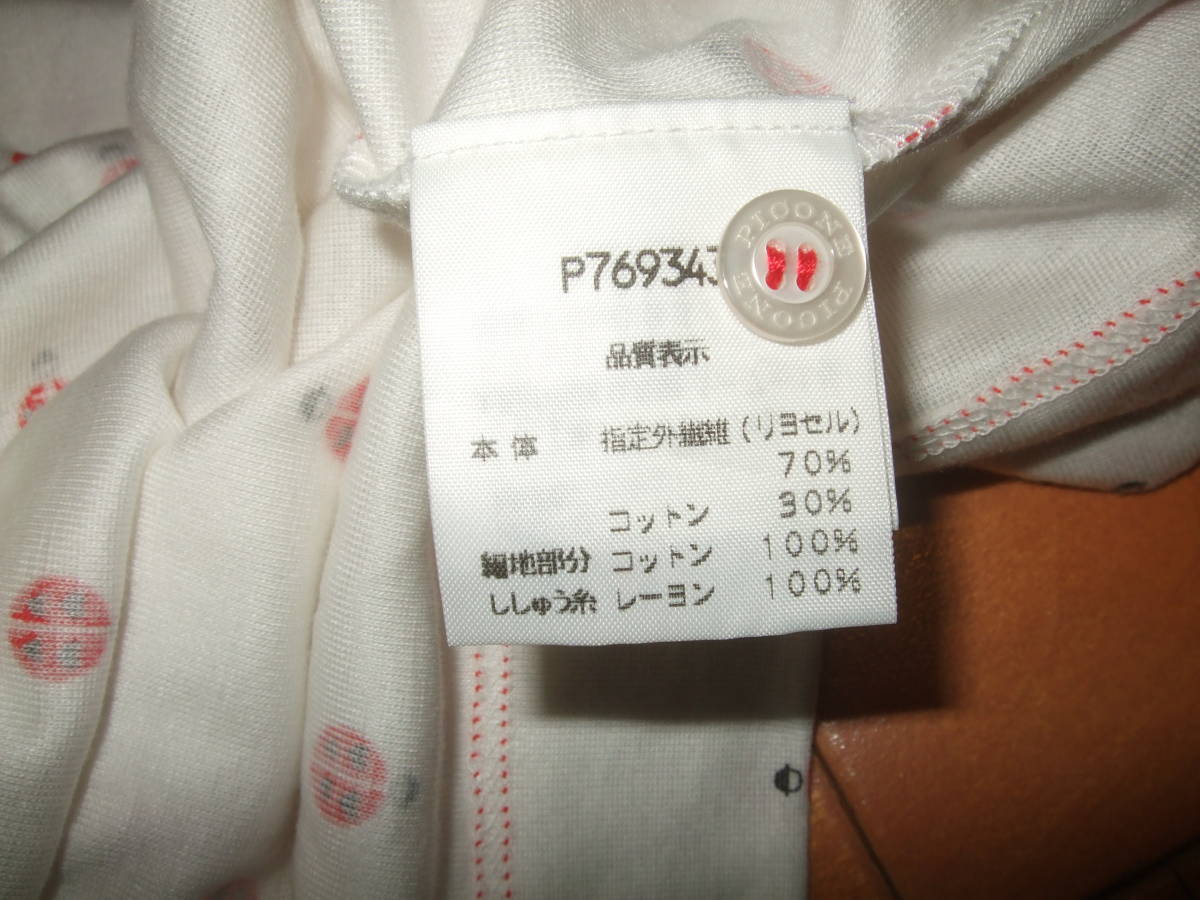 P769343
PICONE PICONE
品質表示
本体 指定外繊維(リヨセル)
70%
コットン 30%
編地部分 コットン 100%
ししゅう糸 レーヨン 100%